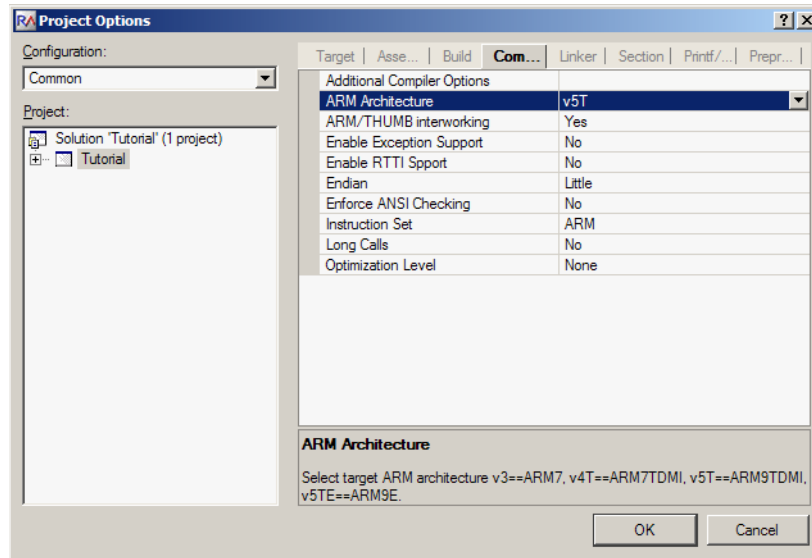 RA Project Options
Configuration:
Common
Project:
Solution 'Tutorial' (1 project)
Tutorial
Target | Asse... | Build | Com... | Linker | Section | Printf/... | Prepr... |
Additional Compiler Options
ARM Architecture v5T
ARM/THUMB interworking Yes
Enable Exception Support No
Enable RTTI Spport No
Endian Little
Enforce ANSI Checking No
Instruction Set ARM
Long Calls No
Optimization Level None
ARM Architecture
Select target ARM architecture v3==ARM7, v4T==ARM7TDMI, v5T==ARM9TDMI,
v5TE==ARM9E.
OK Cancel